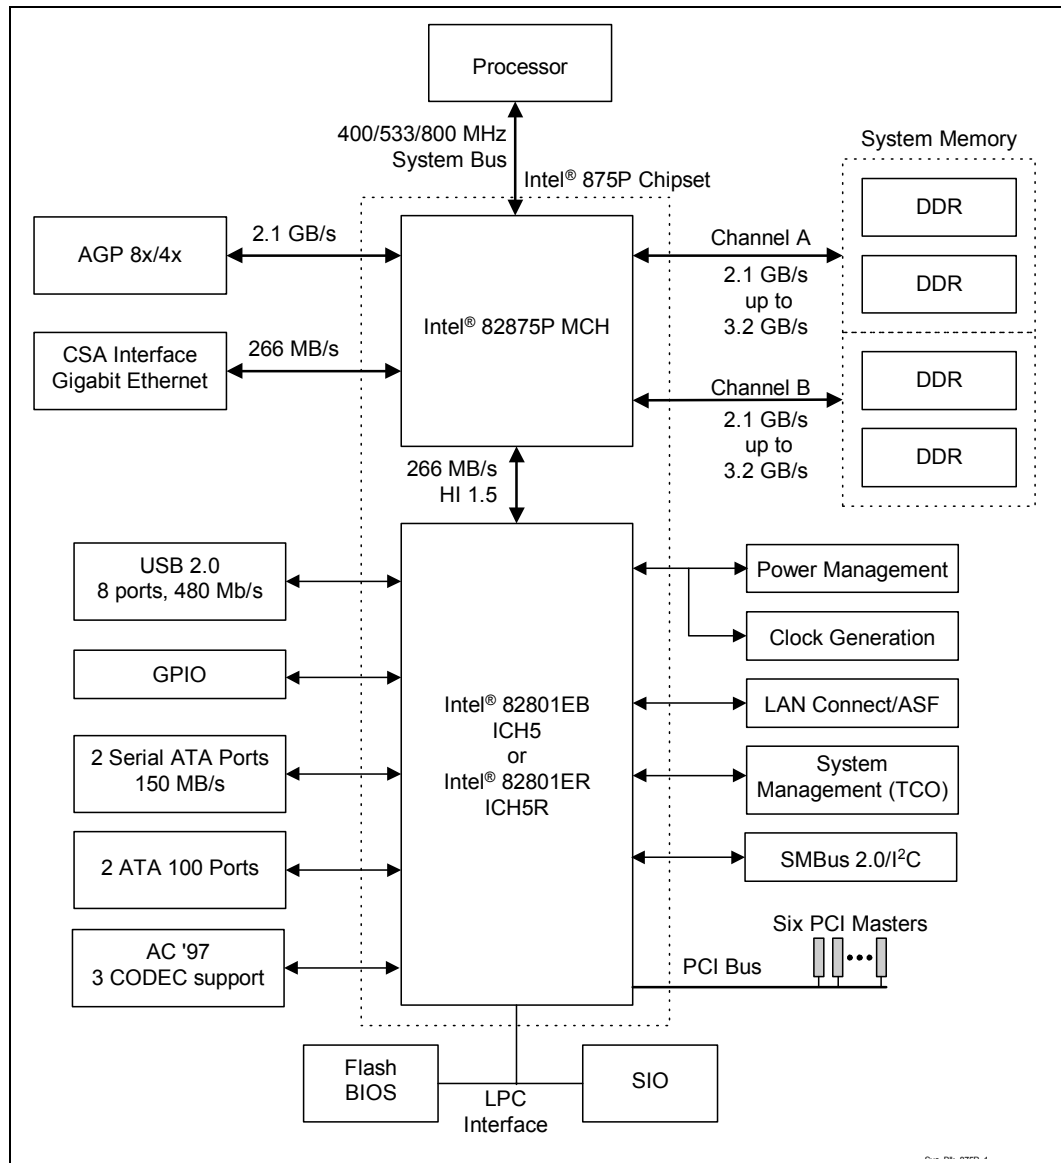 Processor
400/533/800 MHz
System Bus
System Memory
Intel® 875P Chipset
DDR
AGP 8x/4x
2.1 GB/s
Channel A
2.1 GB/s
up to
3.2 GB/s
DDR
Intel® 82875P MCH
CSA Interface
Gigabit Ethernet
266 MB/s
DDR
Channel B
2.1 GB/s
up to
3.2 GB/s
DDR
266 MB/s
HI 1.5
USB 2.0
8 ports, 480 Mb/s
Power Management
Clock Generation
GPIO
Intel® 82801EB
ICH5
or
Intel® 82801ER
ICH5R
LAN Connect/ASF
2 Serial ATA Ports
150 MB/s
System
Management (TCO)
2 ATA 100 Ports
SMBus 2.0/I²C
Six PCI Masters
AC '97
3 CODEC support
PCI Bus
Flash
BIOS
LPC
Interface
SIO